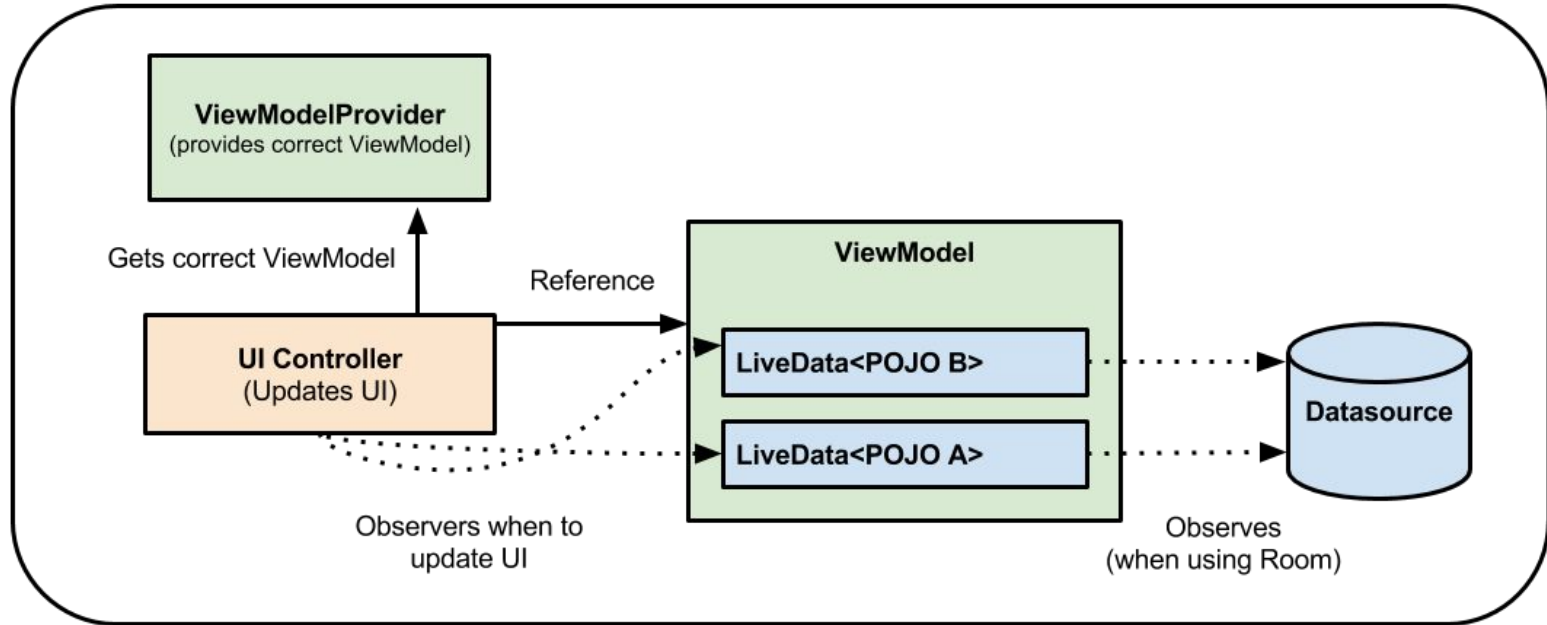 ViewModelProvider
(provides correct ViewModel)
Gets correct ViewModel
Reference
ViewModel
UI Controller
(Updates UI)
LiveData<POJO B>
LiveData<POJO A>
Datasource
Observers when to
update UI
Observes
(when using Room)